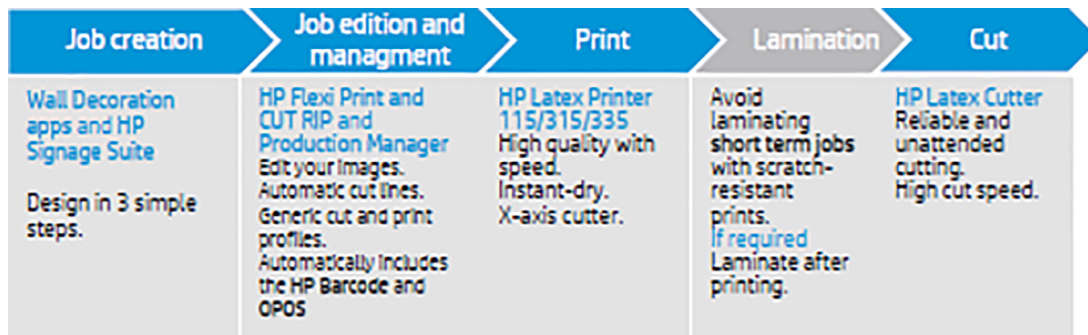 Job creation
Job edition and
managment
Print
Lamination
Cut
Wall Decoration
apps and HP
Signage Suite
Design in 3 simple
steps.
HP Flexi Print and
CUT RIP and
Production Manager
Edit your images.
Automatic cut lines.
Generic cut and print
profiles.
Automatically includes
the HP Barcode and
OPOS
HP Latex Printer
115/315/335
High quality with
speed.
Instant-dry.
X-axis cutter.
Avoid
laminating
short term jobs
with scratch-
resistant
prints.
If required
Laminate after
printing.
HP Latex Cutter
Reliable and
unattended
cutting.
High cut speed.